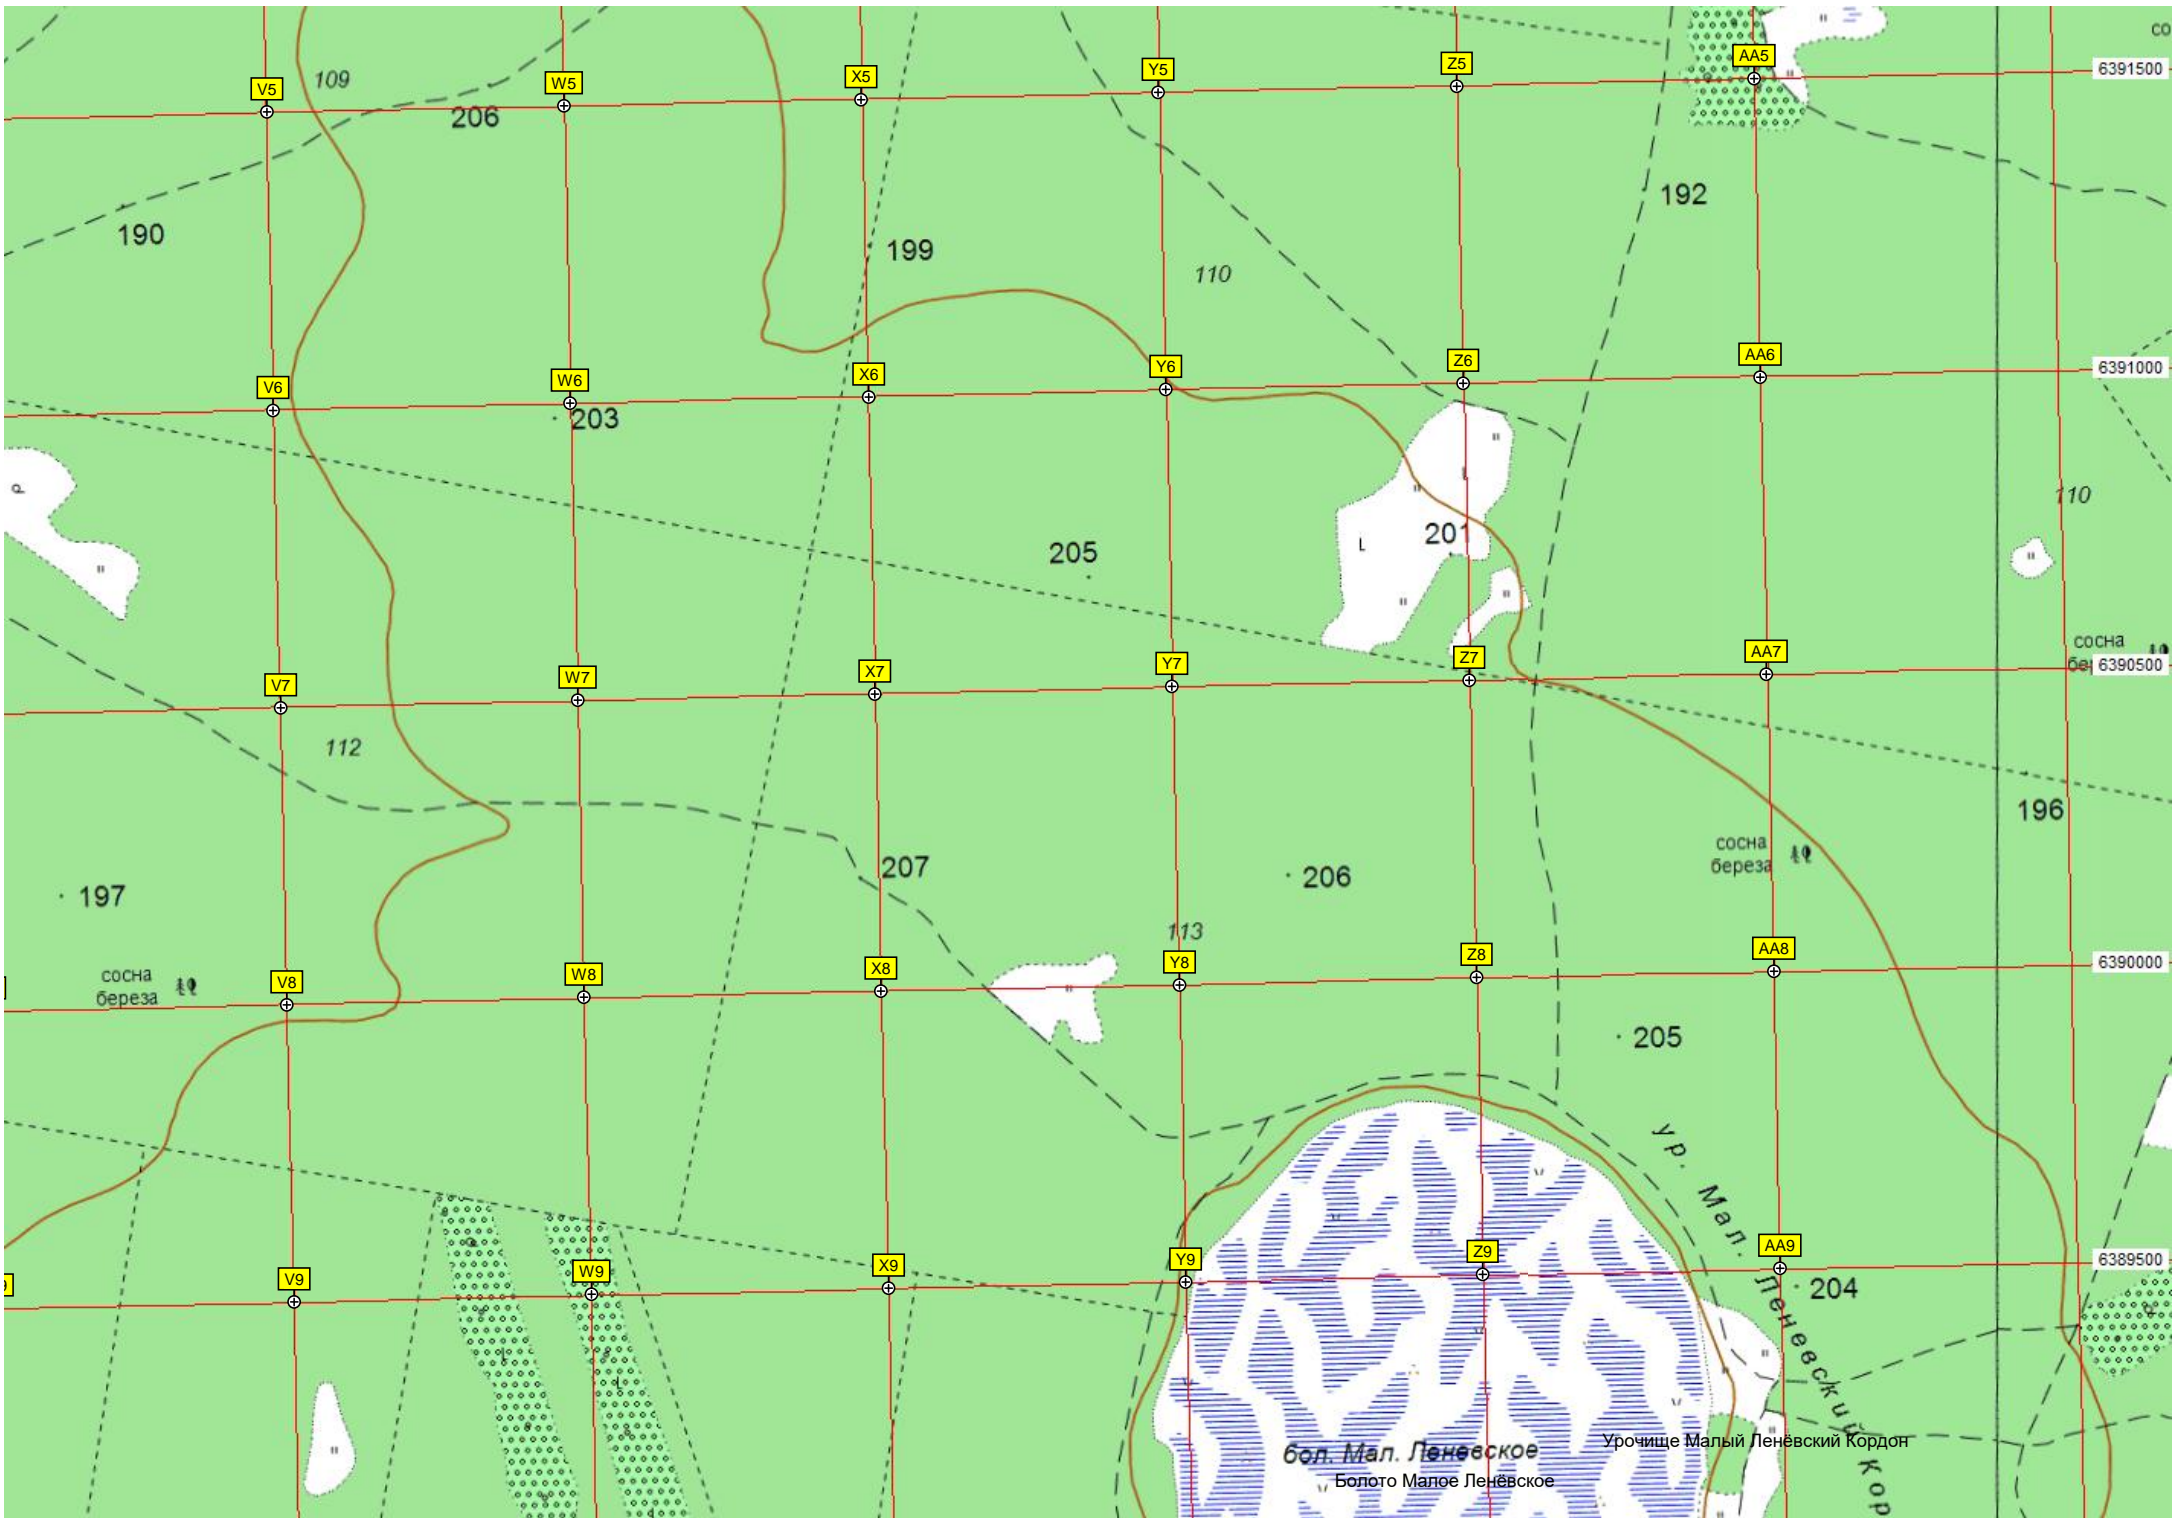 AA5
6391500
Z5
Y5
X5
W5
V5
109
206
192
190
199
110
AA6
6391000
Z6
Y6
X6
W6
V6
203
110
201
205
сосна
6390500
AA7
Z7
Y7
X7
W7
V7
112
196
сосна
береза
207
206
197
113
AA8
6390000
Z8
Y8
X8
W8
V8
сосна
береза
205
ур. Мал. Леневский Кор
AA9
6389500
Z9
Y9
X9
W9
V9
204
бол. Мал. Леневское
Урочище Малый Ленёвский Кордон
Болото Малое Ленёвское